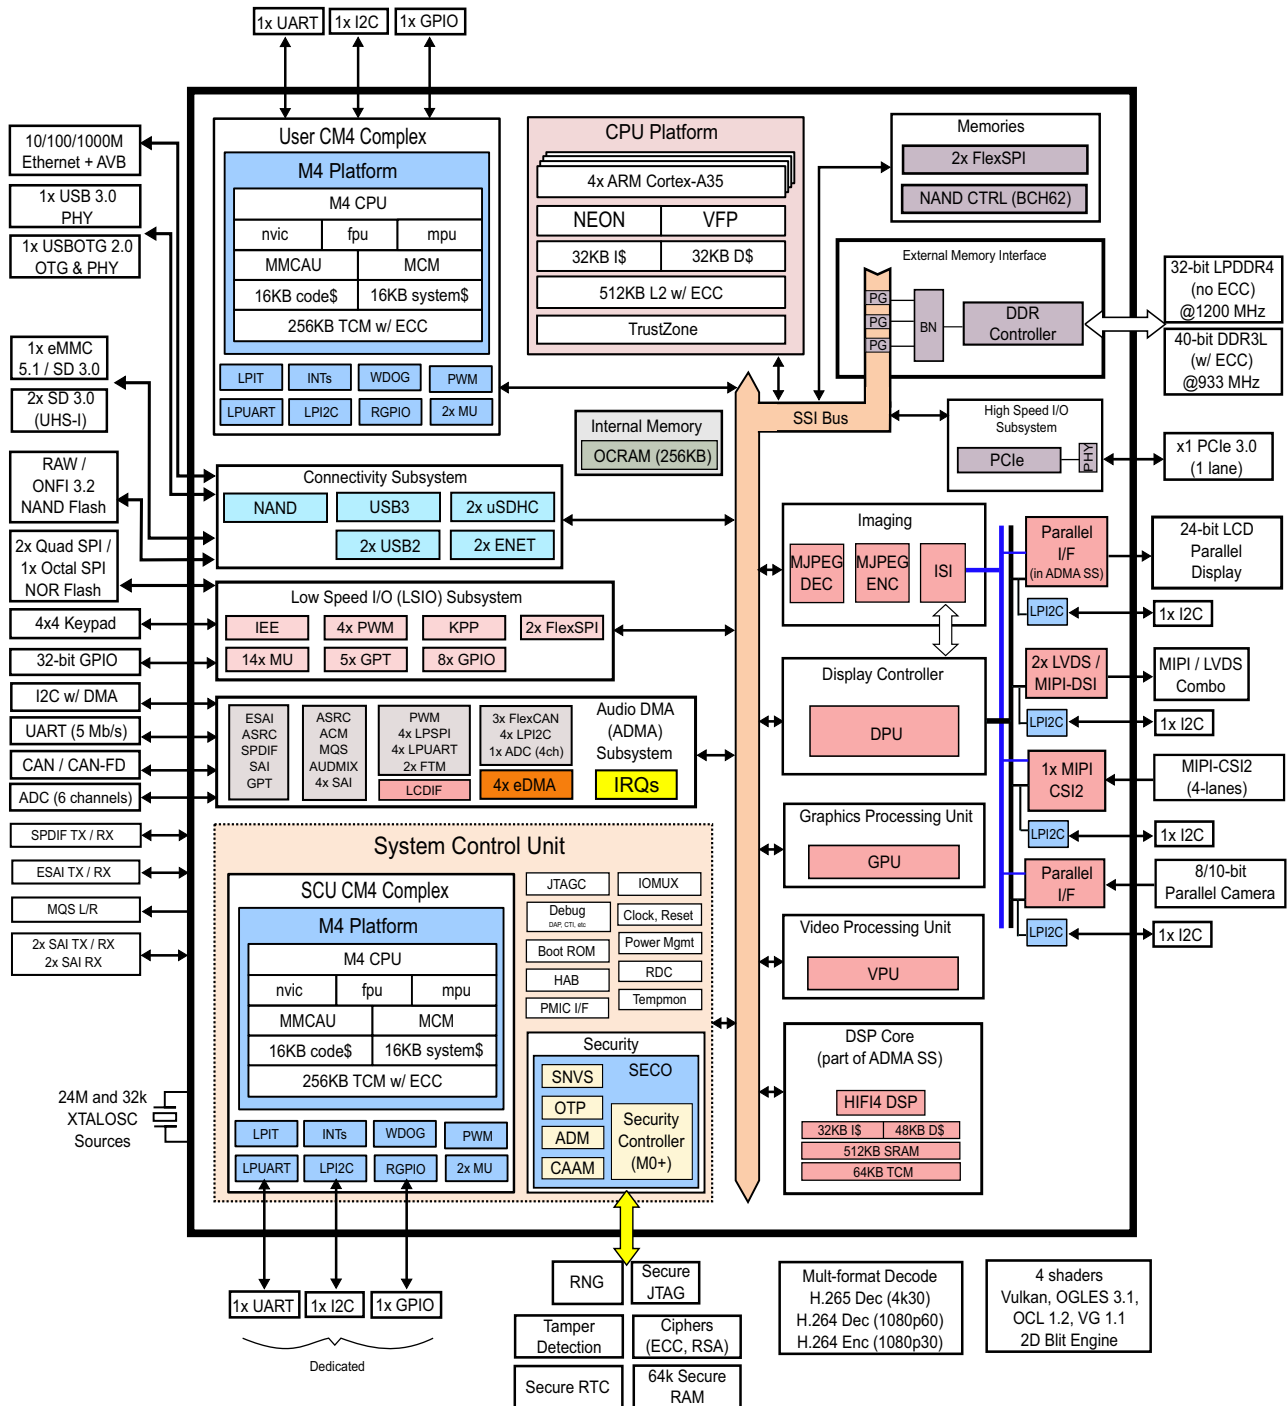 1x UART
1x I2C
1x GPIO
10/100/1000M
Ethernet + AVB
1x USB 3.0
PHY
1x USBOTG 2.0
OTG & PHY
1x eMMC
5.1 / SD 3.0
2x SD 3.0
(UHS-I)
RAW /
ONFI 3.2
NAND Flash
2x Quad SPI /
1x Octal SPI
NOR Flash
4x4 Keypad
32-bit GPIO
I2C w/ DMA
UART (5 Mb/s)
CAN / CAN-FD
ADC (6 channels)
SPDIF TX / RX
ESAI TX / RX
MQS L/R
2x SAI TX / RX
2x SAI RX
24M and 32k
XTALOSC
Sources
User CM4 Complex
M4 Platform
M4 CPU
nvic
fpu
mpu
MMCAU
MCM
16KB code$
16KB system$
256KB TCM w/ ECC
LPIT
INTs
WDOG
PWM
LPUART
LPI2C
RGPIO
2x MU
CPU Platform
4x ARM Cortex-A35
NEON
VFP
32KB I$
32KB D$
512KB L2 w/ ECC
TrustZone
Memories
2x FlexSPI
NAND CTRL (BCH62)
External Memory Interface
PG
PG
PG
BN
DDR
Controller
32-bit LPDDR4
(no ECC)
@1200 MHz
40-bit DDR3L
(w/ ECC)
@933 MHz
SSI Bus
Internal Memory
OCRAM (256KB)
High Speed I/O
Subsystem
PCIe
PHY
x1 PCIe 3.0
(1 lane)
Connectivity Subsystem
NAND
USB3
2x uSDHC
2x USB2
2x ENET
Low Speed I/O (LSIO) Subsystem
IEE
4x PWM
KPP
2x FlexSPI
14x MU
5x GPT
8x GPIO
Audio DMA
(ADMA)
Subsystem
ESAI
ASRC
SPDIF
SAI
GPT
ASRC
ACM
MQS
AUDMIX
4x SAI
PWM
4x LPSPI
4x LPUART
2x FTM
LCDIF
3x FlexCAN
4x LPI2C
1x ADC (4ch)
4x eDMA
IRQs
Imaging
MJPEG
DEC
MJPEG
ENC
ISI
Display Controller
DPU
Graphics Processing Unit
GPU
Video Processing Unit
VPU
DSP Core
(part of ADMA SS)
HIFI4 DSP
32KB I$
48KB D$
512KB SRAM
64KB TCM
Parallel
I/F
(in ADMA SS)
LPI2C
2x LVDS /
MIPI-DSI
LPI2C
1x MIPI
CSI2
LPI2C
Parallel
I/F
LPI2C
24-bit LCD
Parallel
Display
1x I2C
MIPI / LVDS
Combo
1x I2C
MIPI-CSI2
(4-lanes)
1x I2C
8/10-bit
Parallel Camera
1x I2C
System Control Unit
SCU CM4 Complex
M4 Platform
M4 CPU
nvic
fpu
mpu
MMCAU
MCM
16KB code$
16KB system$
256KB TCM w/ ECC
LPIT
INTs
WDOG
PWM
LPUART
LPI2C
RGPIO
2x MU
JTAGC
IOMUX
Debug
DAP, CTI, etc
Clock, Reset
Boot ROM
Power Mgmt
HAB
RDC
PMIC I/F
Tempmon
Security
SECO
SNVS
OTP
ADM
CAAM
Security
Controller
(M0+)
1x UART
1x I2C
1x GPIO
Dedicated
RNG
Secure
JTAG
Tamper
Detection
Ciphers
(ECC, RSA)
Secure RTC
64k Secure
RAM
Mult-format Decode
H.265 Dec (4k30)
H.264 Dec (1080p60)
H.264 Enc (1080p30)
4 shaders
Vulkan, OGLES 3.1,
OCL 1.2, VG 1.1
2D Blit Engine